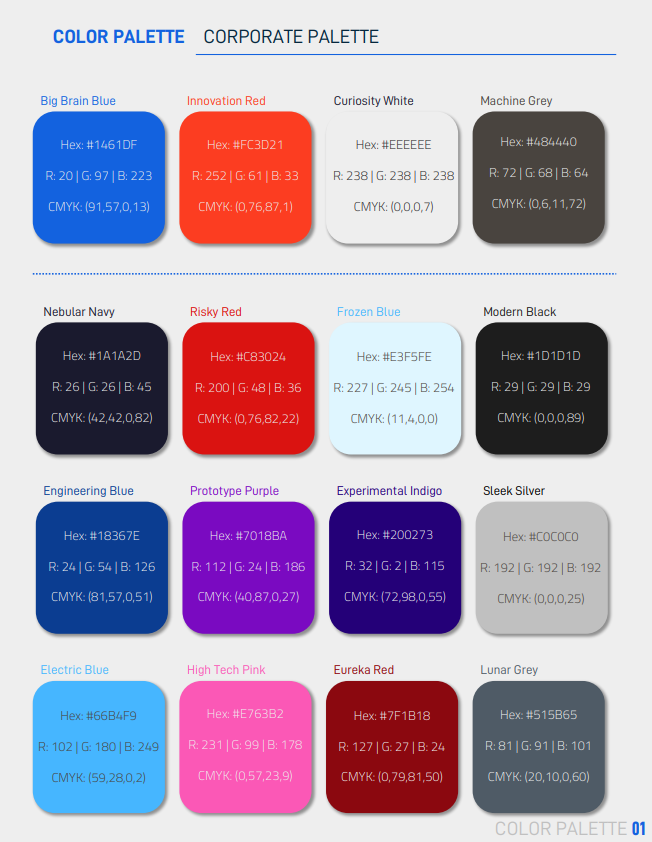 COLOR PALETTE CORPORATE PALETTE
Big Brain Blue
Hex: #1461DF
R: 20 | G: 97 | B: 223
CMYK: (91,57,0,13)
Innovation Red
Hex: #FC3D21
R: 252 | G: 61 | B: 33
CMYK: (0,76,87,1)
Curiosity White
Hex: #EEEEEE
R: 238 | G: 238 | B: 238
CMYK: (0,0,0,7)
Machine Grey
Hex: #484440
R: 72 | G: 68 | B: 64
CMYK: (0,6,11,72)
Nebular Navy
Hex: #1A1A2D
R: 26 | G: 26 | B: 45
CMYK: (42,42,0,82)
Risky Red
Hex: #C83024
R: 200 | G: 48 | B: 36
CMYK: (0,76,82,22)
Frozen Blue
Hex: #E3F5FE
R: 227 | G: 245 | B: 254
CMYK: (11,4,0,0)
Modern Black
Hex: #1D1D1D
R: 29 | G: 29 | B: 29
CMYK: (0,0,0,89)
Engineering Blue
Hex: #18367E
R: 24 | G: 54 | B: 126
CMYK: (81,57,0,51)
Prototype Purple
Hex: #7018BA
R: 112 | G: 24 | B: 186
CMYK: (40,87,0,27)
Experimental Indigo
Hex: #200273
R: 32 | G: 2 | B: 115
CMYK: (72,98,0,55)
Sleek Silver
Hex: #C0C0C0
R: 192 | G: 192 | B: 192
CMYK: (0,0,0,25)
Electric Blue
Hex: #66B4F9
R: 102 | G: 180 | B: 249
CMYK: (59,28,0,2)
High Tech Pink
Hex: #E763B2
R: 231 | G: 99 | B: 178
CMYK: (0,57,23,9)
Eureka Red
Hex: #7F1B18
R: 127 | G: 27 | B: 24
CMYK: (0,79,81,50)
Lunar Grey
Hex: #515B65
R: 81 | G: 91 | B: 101
CMYK: (20,10,0,60)
COLOR PALETTE 01